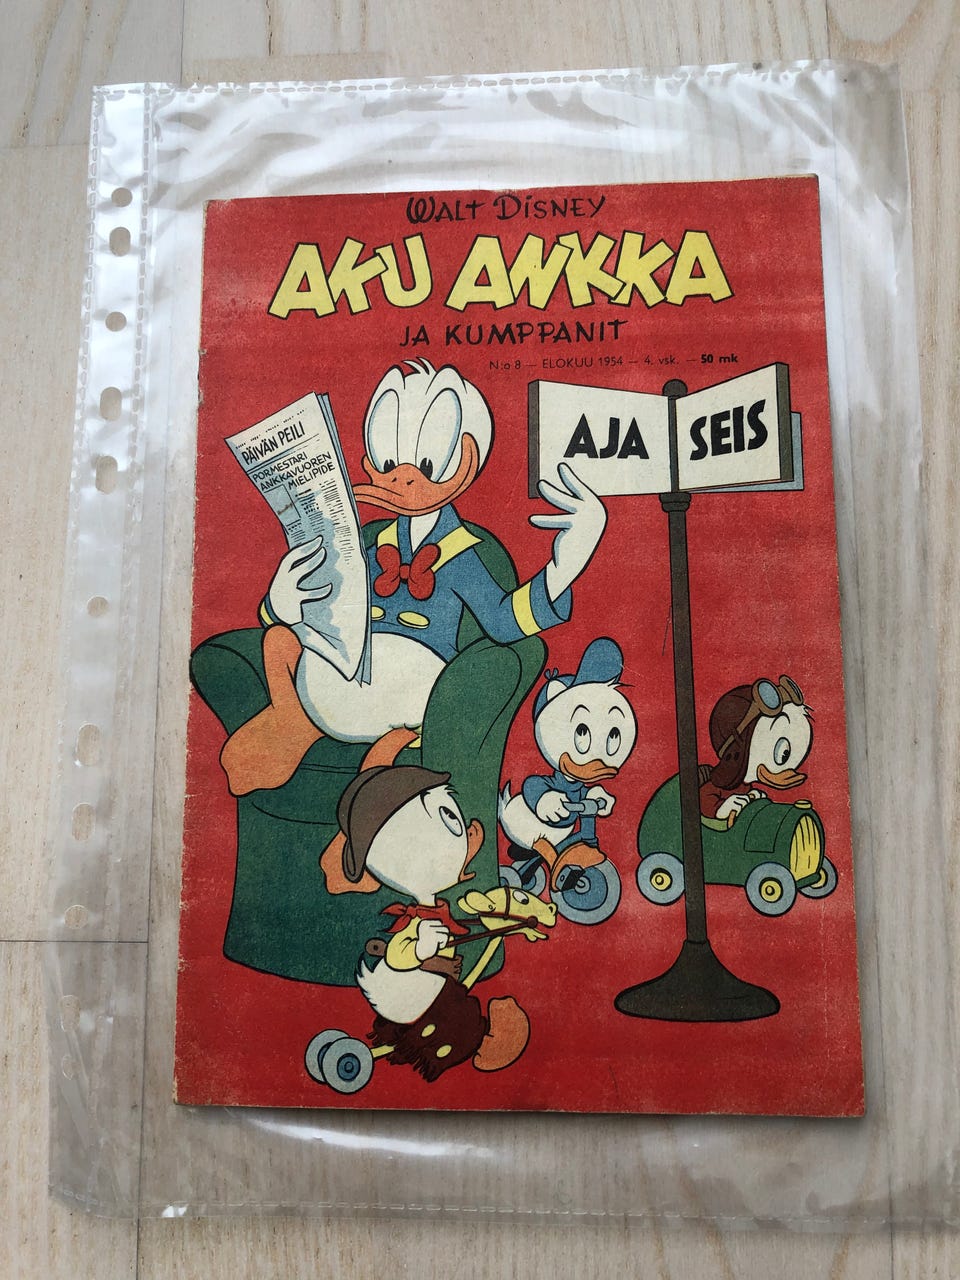 WALT DISNEY
AKU ANKKA
JA KUMPPANIT
N:o 8 — ELOKUU 1954 — 4. vsk. — 50 mk
PÄIVÄN PEILI
PORMESTARI
ANKKAVUOREN
MIELIPIDE
AJA SEIS